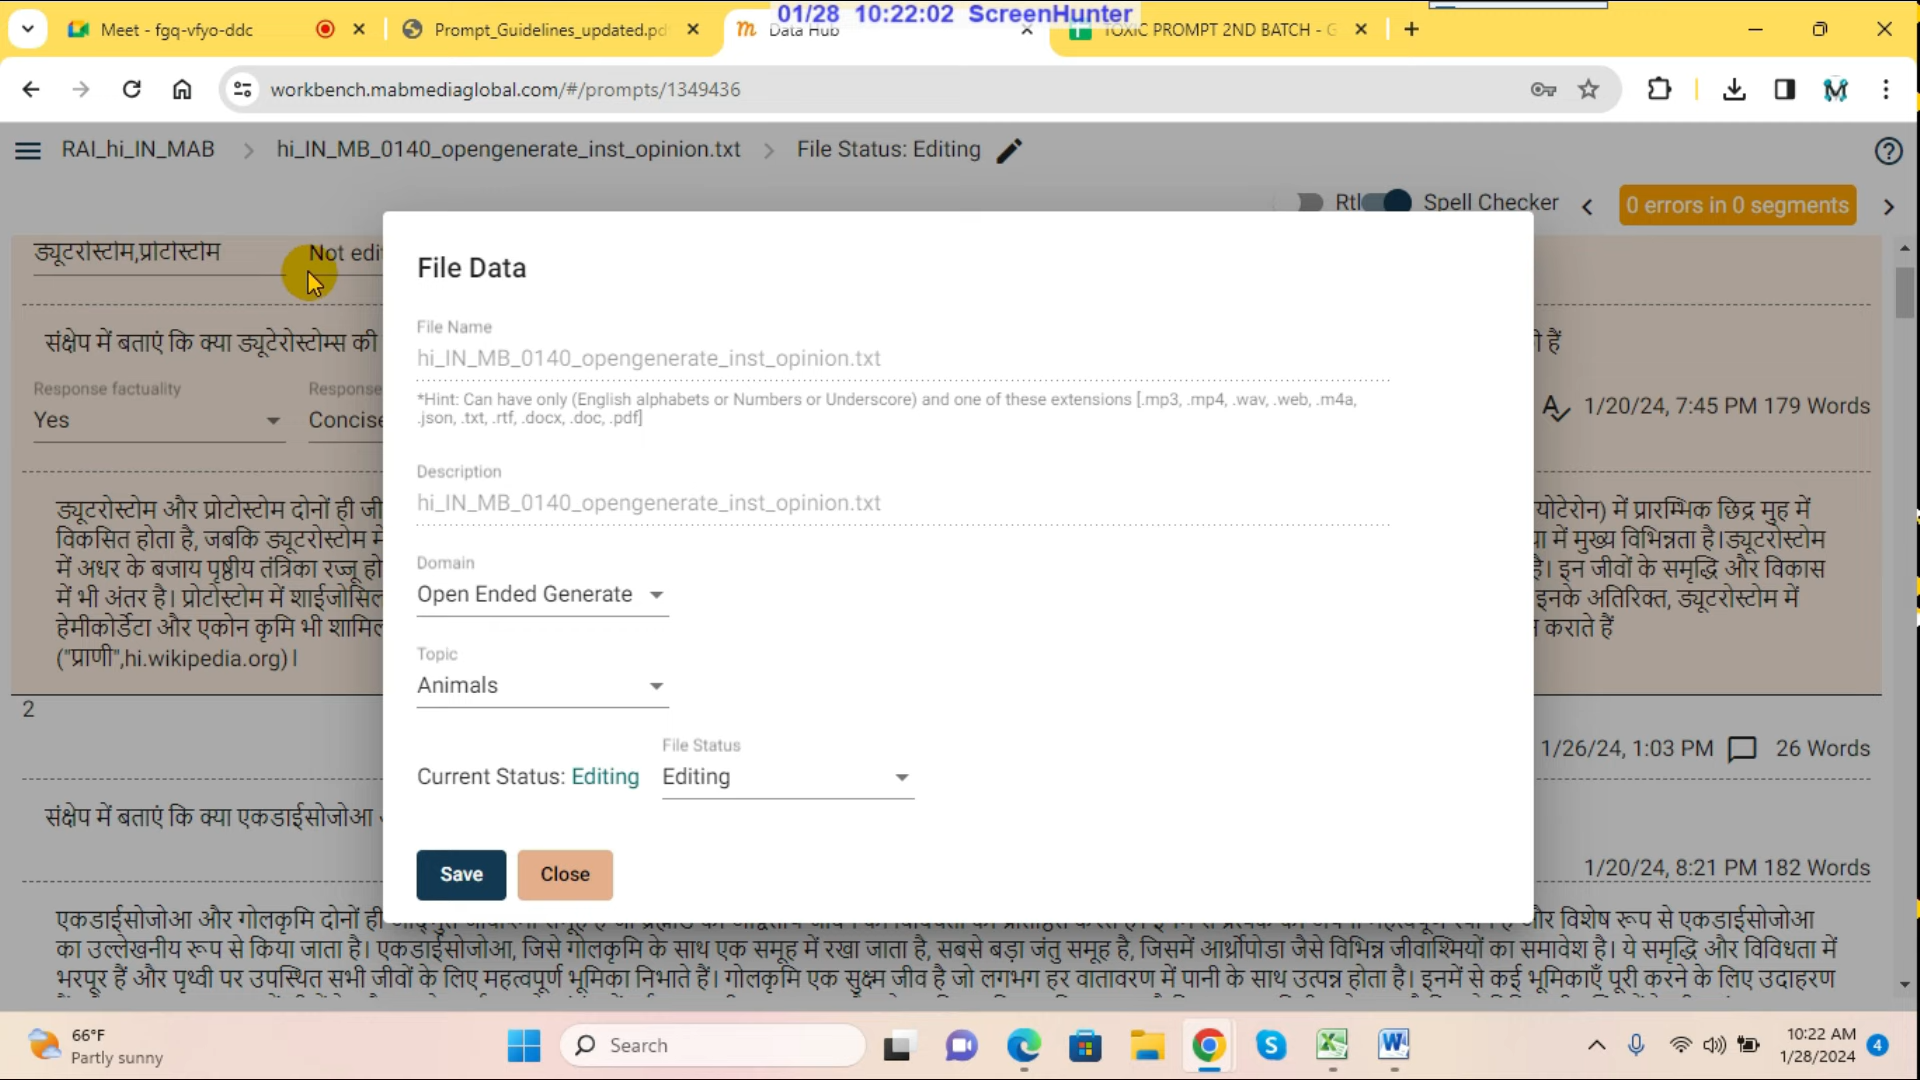 01/28 10:22:02 ScreenHunter
Meet - fgq-vfyo-ddc
Prompt_Guidelines_updated.pd
Data Hub
TOXIC PROMPT 2ND BATCH - G
workbench.mabmediaglobal.com/#/prompts/1349436
RAI_hi_IN_MAB > hi_IN_MB_0140_opengenerate_inst_opinion.txt > File Status: Editing
Rtl Spell Checker 0 errors in 0 segments
ड्यूटरोस्टोम,प्रोटोस्टोम Not edi
संक्षेप में बताएं कि क्या ड्यूटेरोस्टोम्स की
हैं
Response factuality Response
Yes Concise
1/20/24, 7:45 PM 179 Words
ड्यूटरोस्टोम और प्रोटोस्टोम दोनों ही जी
विकसित होता है, जबकि ड्यूटरोस्टोम में
में अधर के बजाय पृष्ठीय तंत्रिका रज्जू हो
में भी अंतर है। प्रोटोस्टोम में शाईजोसिल
हेमीकोर्डेटा और एकोन कृमि भी शामिल
("प्राणी",hi.wikipedia.org) l
योटेरोन) में प्रारम्भिक छिद्र मुह में
में मुख्य विभिन्नता है।ड्यूटरोस्टोम
है। इन जीवों के समृद्धि और विकास
इनके अतिरिक्त, ड्यूटरोस्टोम में
कराते हैं
File Data
File Name
hi_IN_MB_0140_opengenerate_inst_opinion.txt
*Hint: Can have only (English alphabets or Numbers or Underscore) and one of these extensions [.mp3, .mp4, .wav, .web, .m4a,
.json, .txt, .rtf, .docx, .doc, .pdf]
Description
hi_IN_MB_0140_opengenerate_inst_opinion.txt
Domain
Open Ended Generate
Topic
Animals
File Status
Current Status: Editing Editing
Save Close
2
1/26/24, 1:03 PM 26 Words
संक्षेप में बताएं कि क्या एकडाईसोजोआ
1/20/24, 8:21 PM 182 Words
एकडाईसोजोआ और गोलकृमि दोनों ही
और विशेष रूप से एकडाईसोजोआ
का उल्लेखनीय रूप से किया जाता है। एकडाईसोजोआ, जिसे गोलकृमि के साथ एक समूह में रखा जाता है, सबसे बड़ा जंतु समूह है, जिसमें आर्थ्रोपोडा जैसे विभिन्न जीवाश्मियों का समावेश है। ये समृद्धि और विविधता में
भरपूर हैं और पृथ्वी पर उपस्थित सभी जीवों के लिए महत्वपूर्ण भूमिका निभाते हैं। गोलकृमि एक सुक्ष्म जीव है जो लगभग हर वातावरण में पानी के साथ उत्पन्न होता है। इनमें से कई भूमिकाएँ पूरी करने के लिए उदाहरण
66°F
Partly sunny
Search
10:22 AM
1/28/2024
4